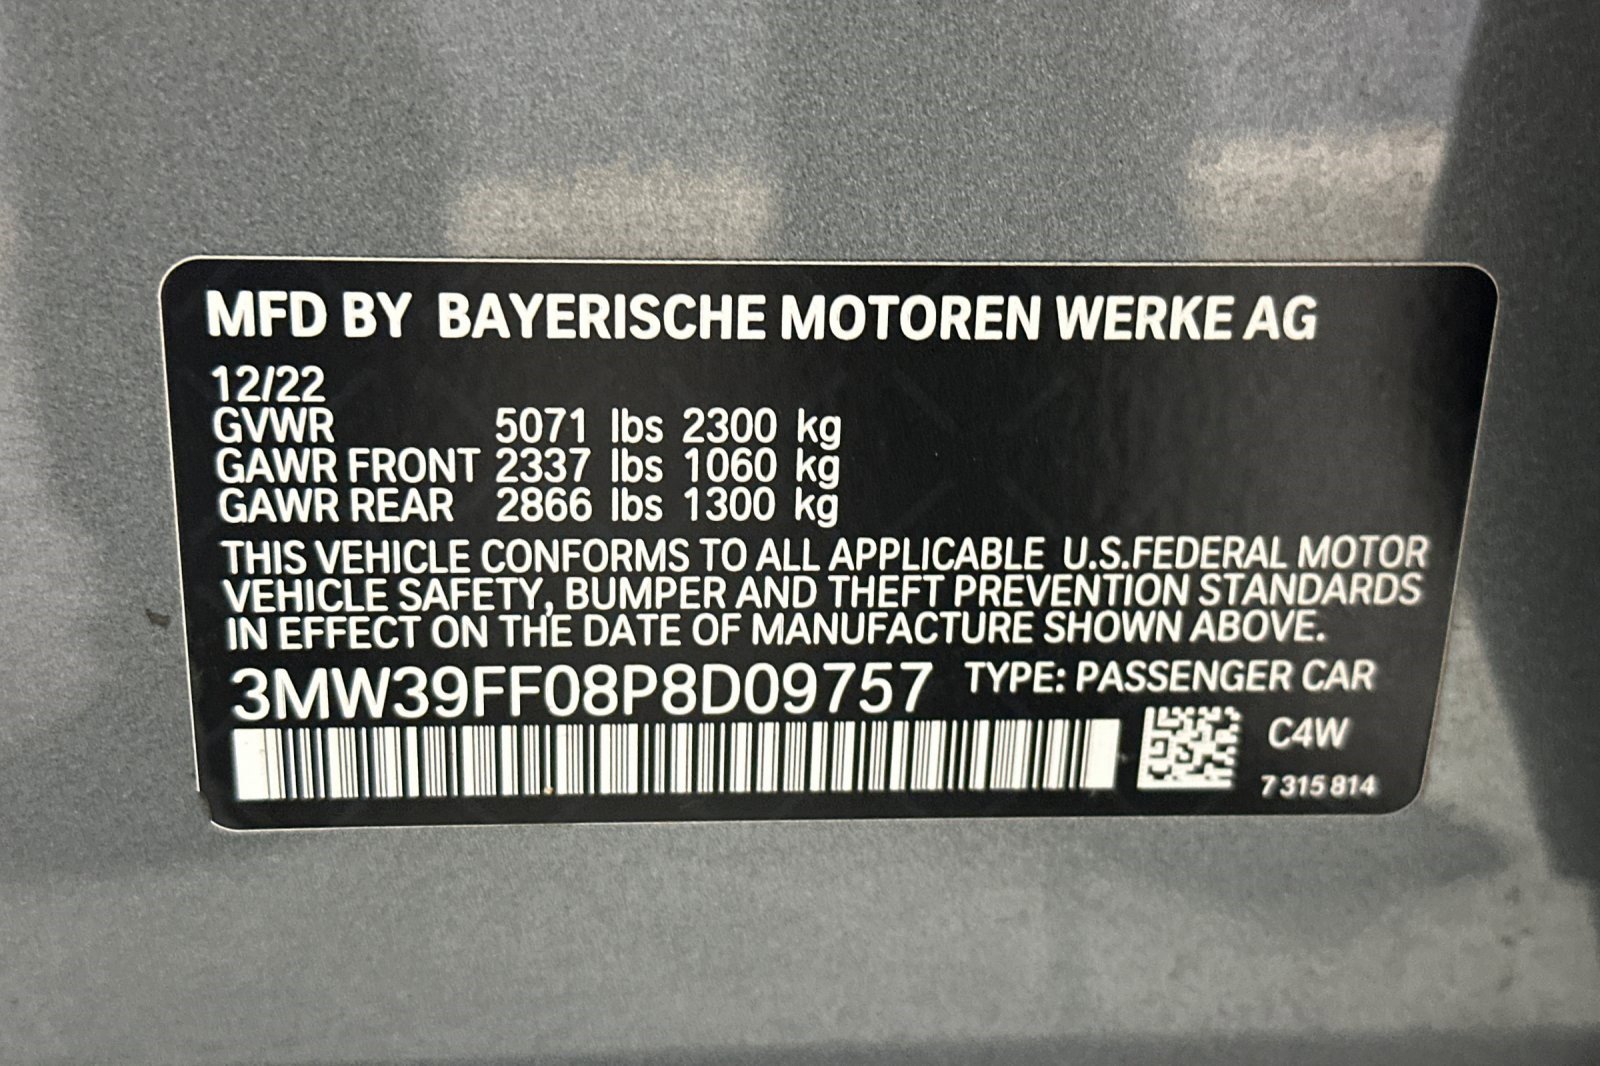 MFD BY BAYERISCHE MOTOREN WERKE AG
12/22
GVWR 5071 lbs 2300 kg
GAWR FRONT 2337 lbs 1060 kg
GAWR REAR 2866 lbs 1300 kg
THIS VEHICLE CONFORMS TO ALL APPLICABLE U.S.FEDERAL MOTOR
VEHICLE SAFETY, BUMPER AND THEFT PREVENTION STANDARDS
IN EFFECT ON THE DATE OF MANUFACTURE SHOWN ABOVE.
3MW39FF08P8D09757 TYPE: PASSENGER CAR
C4W
7 315 814